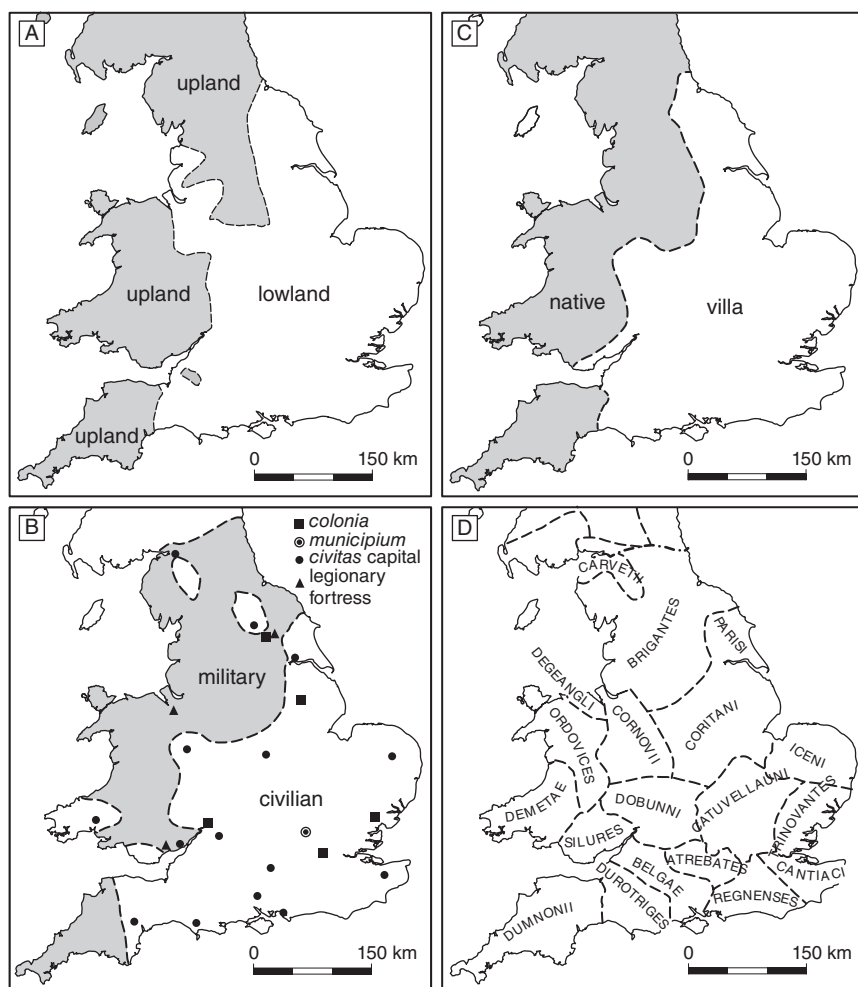 A
upland
upland
lowland
upland
0 150 km
C
native
villa
0 150 km
B
colonia
municipium
civitas capital
legionary
fortress
military
civilian
0 150 km
D
CARVETII
BRIGANTES
PARISI
DEGEANGLI
ORDOVICES
CORNOVII
CORITANI
ICENI
CATUVELLAUNI
TRINOVANTES
DEMETAE
DOBUNNI
SILURES
ATREBATES
BELGAE
CANTIACI
DUROTRIGES
REGNENSES
DUMNONII
0 150 km